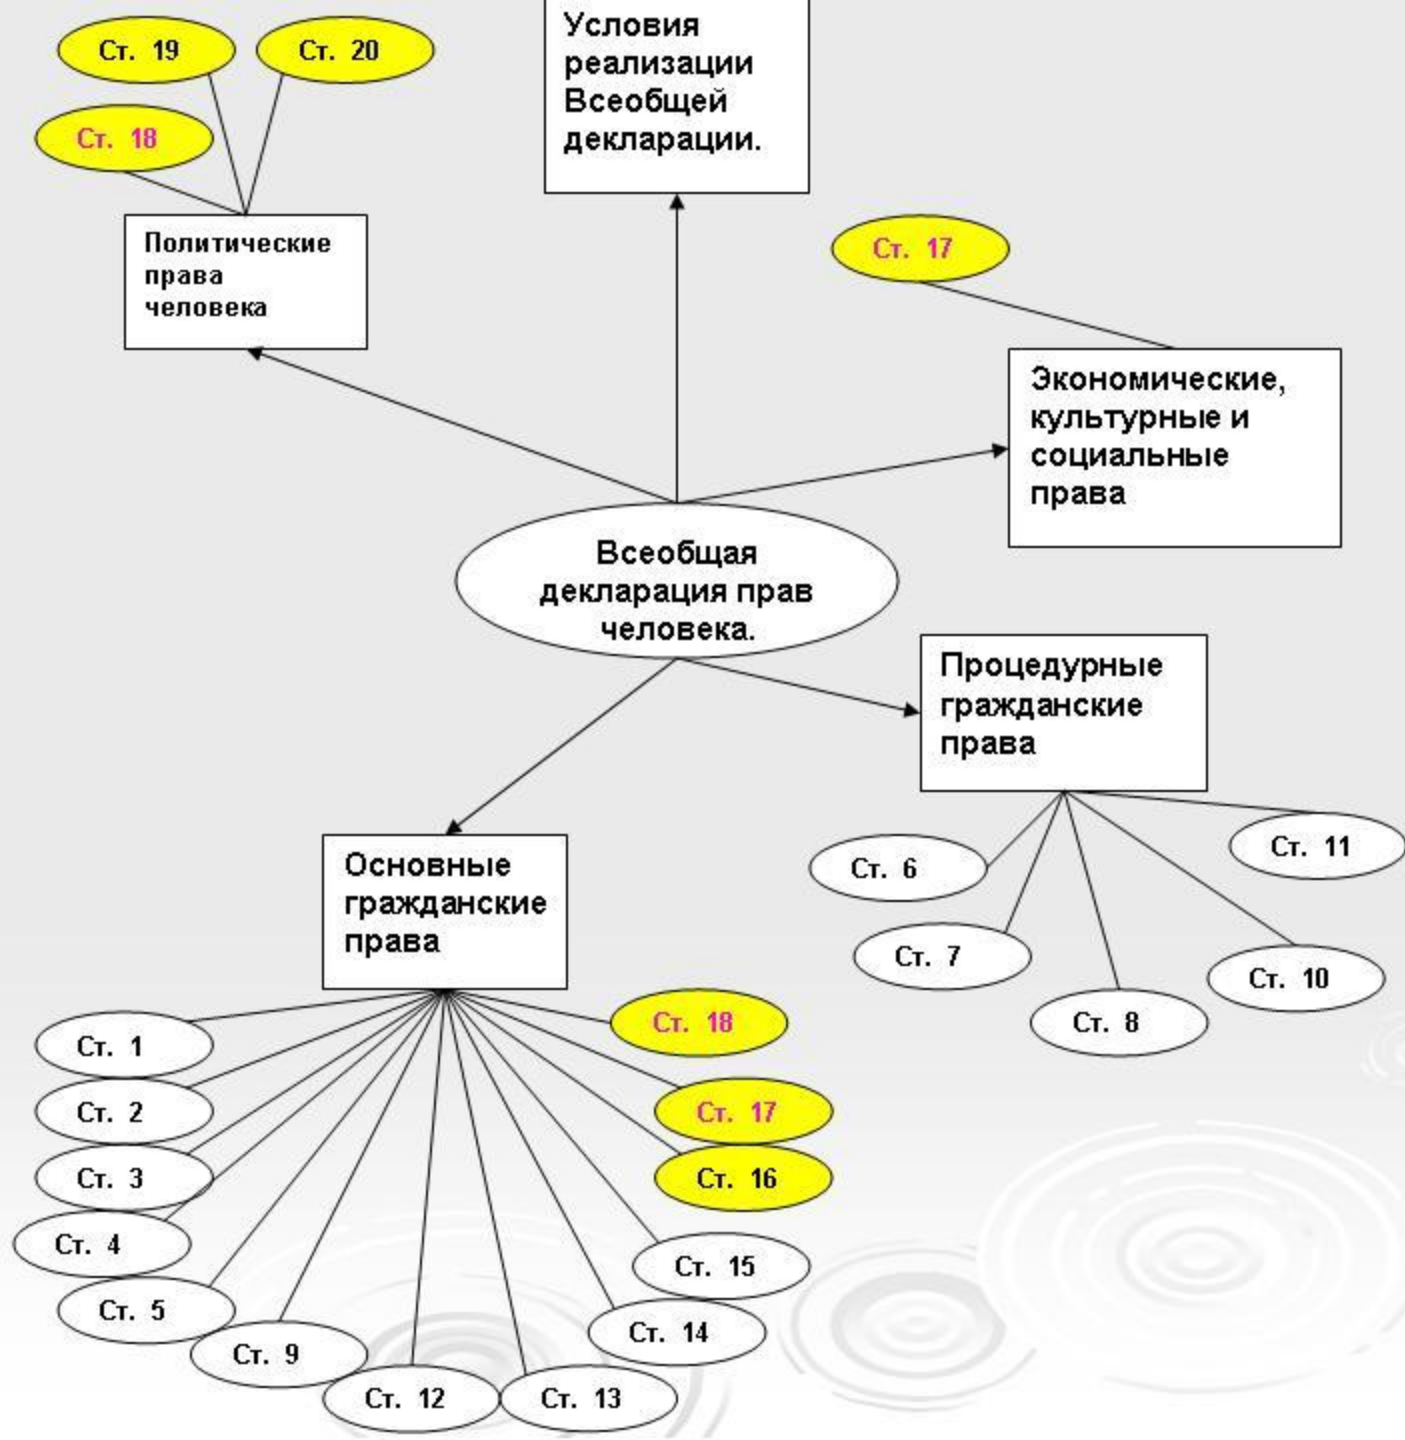 Ст. 19
Ст. 20
Ст. 18
Политические
права
человека
Условия
реализации
Всеобщей
декларации.
Ст. 17
Экономические,
культурные и
социальные
права
Всеобщая
декларация прав
человека.
Процедурные
гражданские
права
Ст. 6
Ст. 7
Ст. 8
Ст. 10
Ст. 11
Основные
гражданские
права
Ст. 1
Ст. 2
Ст. 3
Ст. 4
Ст. 5
Ст. 9
Ст. 12
Ст. 13
Ст. 14
Ст. 15
Ст. 16
Ст. 17
Ст. 18